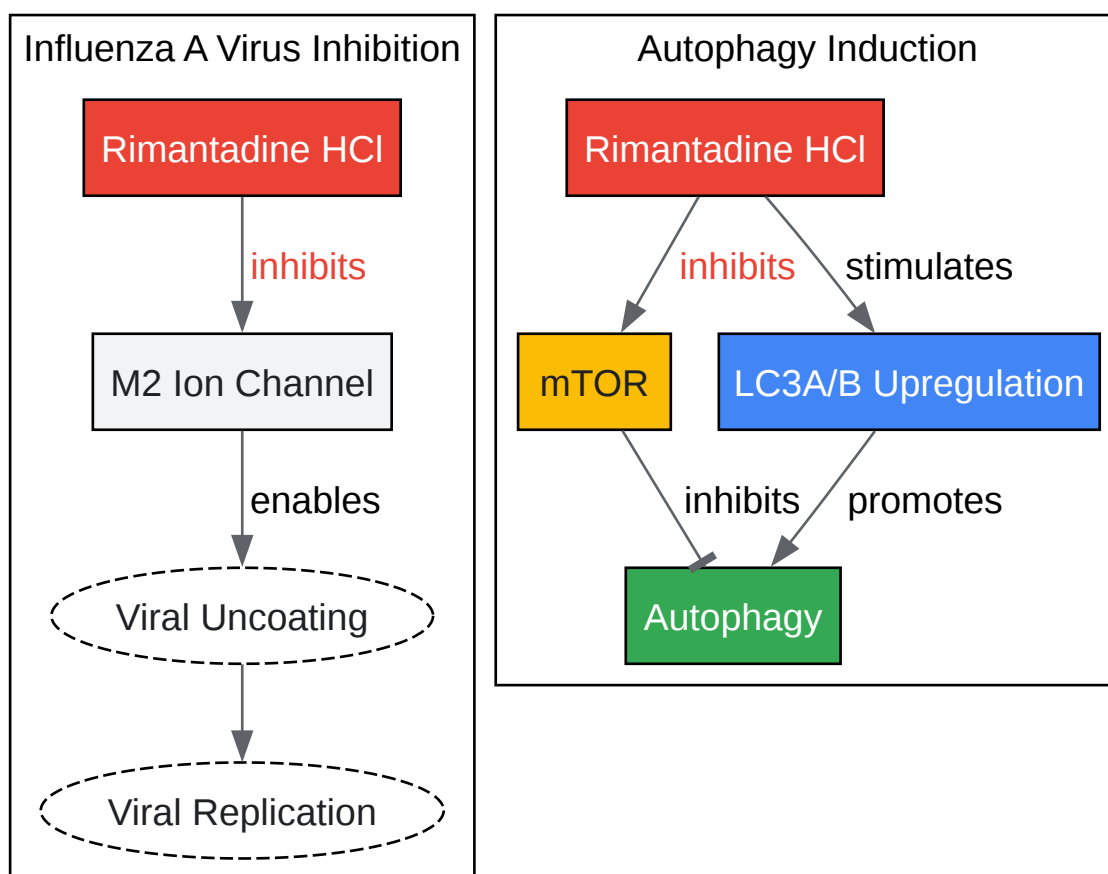 Influenza A Virus Inhibition
Rimantadine HCl
inhibits
M2 Ion Channel
enables
Viral Uncoating
Viral Replication
Autophagy Induction
Rimantadine HCl
inhibits
stimulates
mTOR
LC3A/B Upregulation
inhibits
promotes
Autophagy